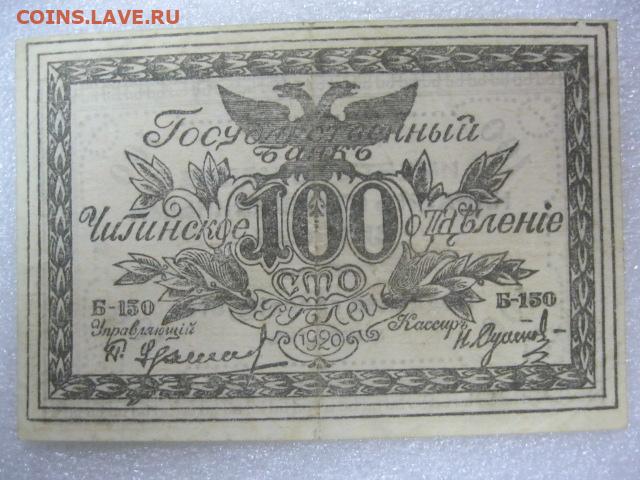 COINS.LAVE.RU
Государственный
Банкъ
Читинское 100 отдѣленіе
СТО
РУБЛЕЙ
Б-150 Б-150
Управляющій Кассиръ
1920